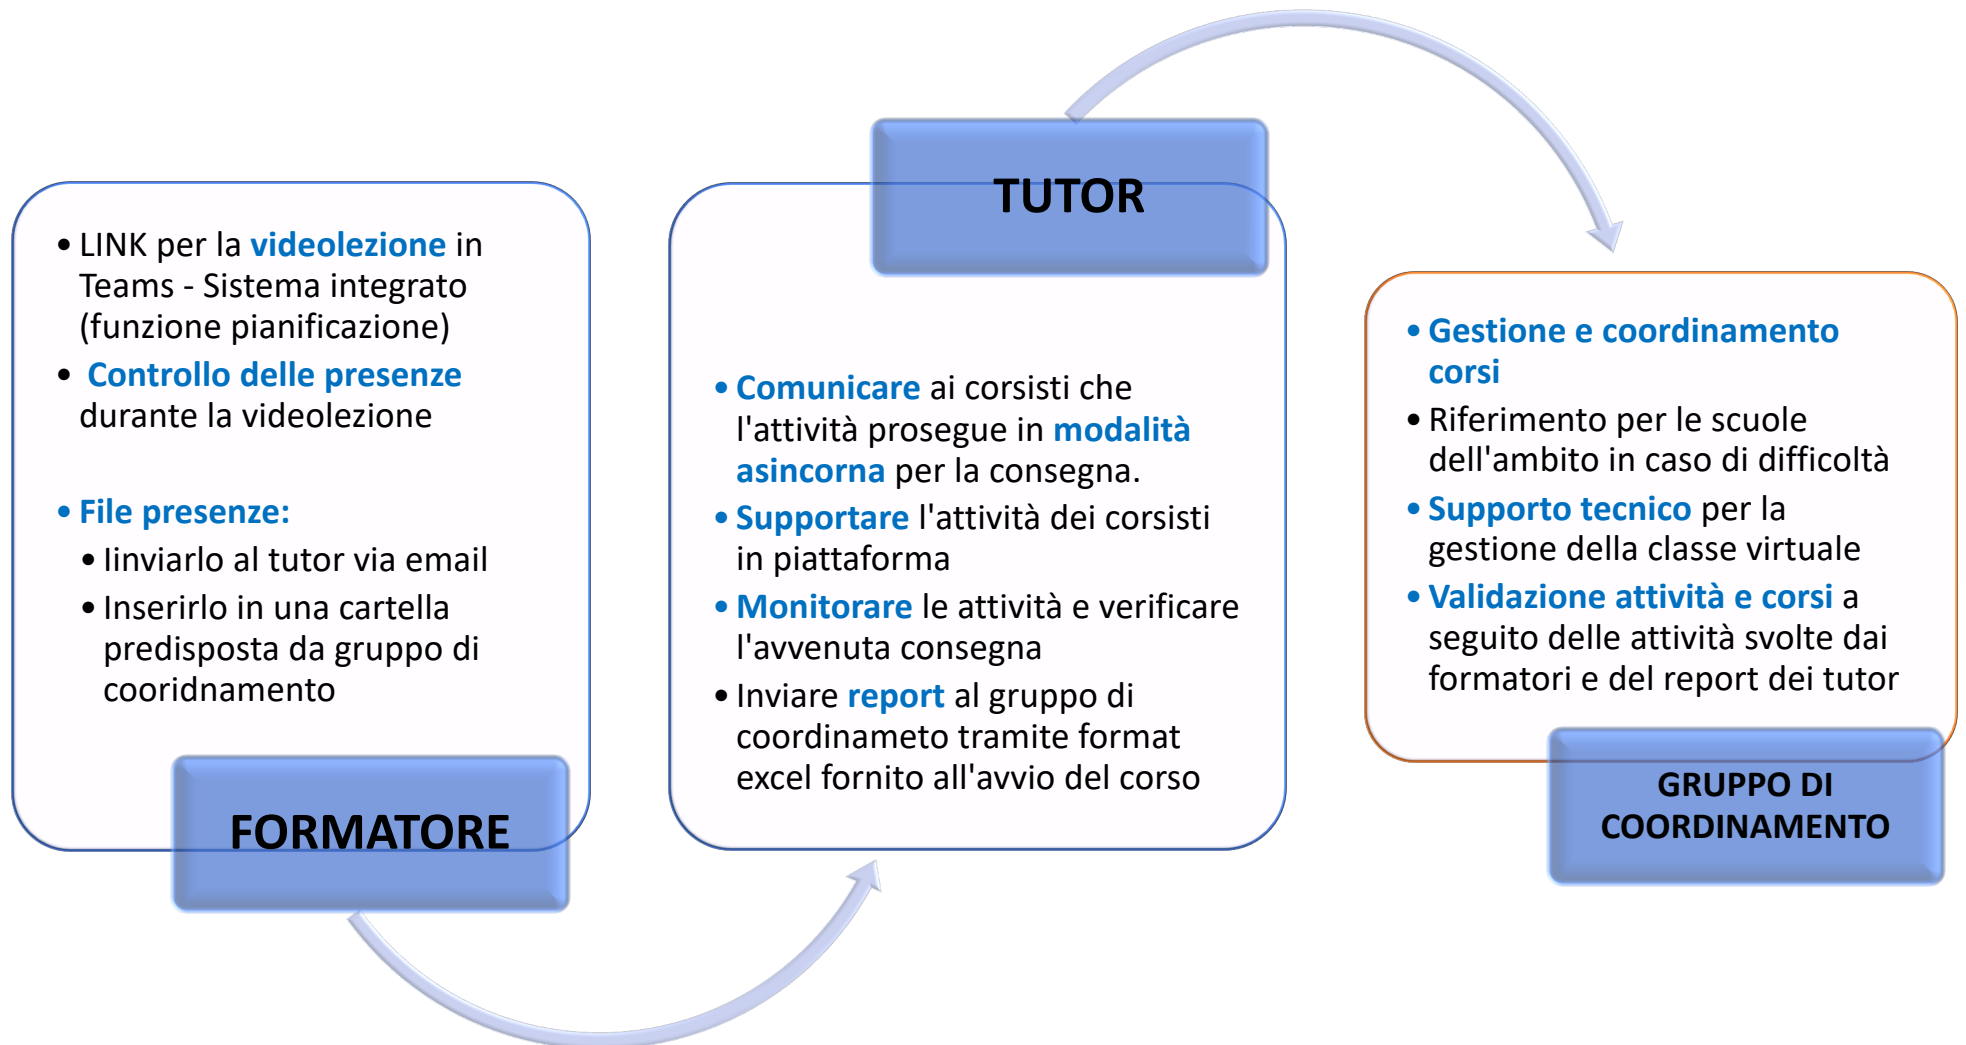 • LINK per la videolezione in
Teams - Sistema integrato
(funzione pianificazione)
• Controllo delle presenze
durante la videolezione
• File presenze:
• Iinviarlo al tutor via email
• Inserirlo in una cartella
predisposta da gruppo di
cooridnamento
FORMATORE
TUTOR
• Comunicare ai corsisti che
l'attività prosegue in modalità
asincorna per la consegna.
• Supportare l'attività dei corsisti
in piattaforma
• Monitorare le attività e verificare
l'avvenuta consegna
• Inviare report al gruppo di
coordinameto tramite format
excel fornito all'avvio del corso
• Gestione e coordinamento
corsi
• Riferimento per le scuole
dell'ambito in caso di difficoltà
• Supporto tecnico per la
gestione della classe virtuale
• Validazione attività e corsi a
seguito delle attività svolte dai
formatori e del report dei tutor
GRUPPO DI
COORDINAMENTO